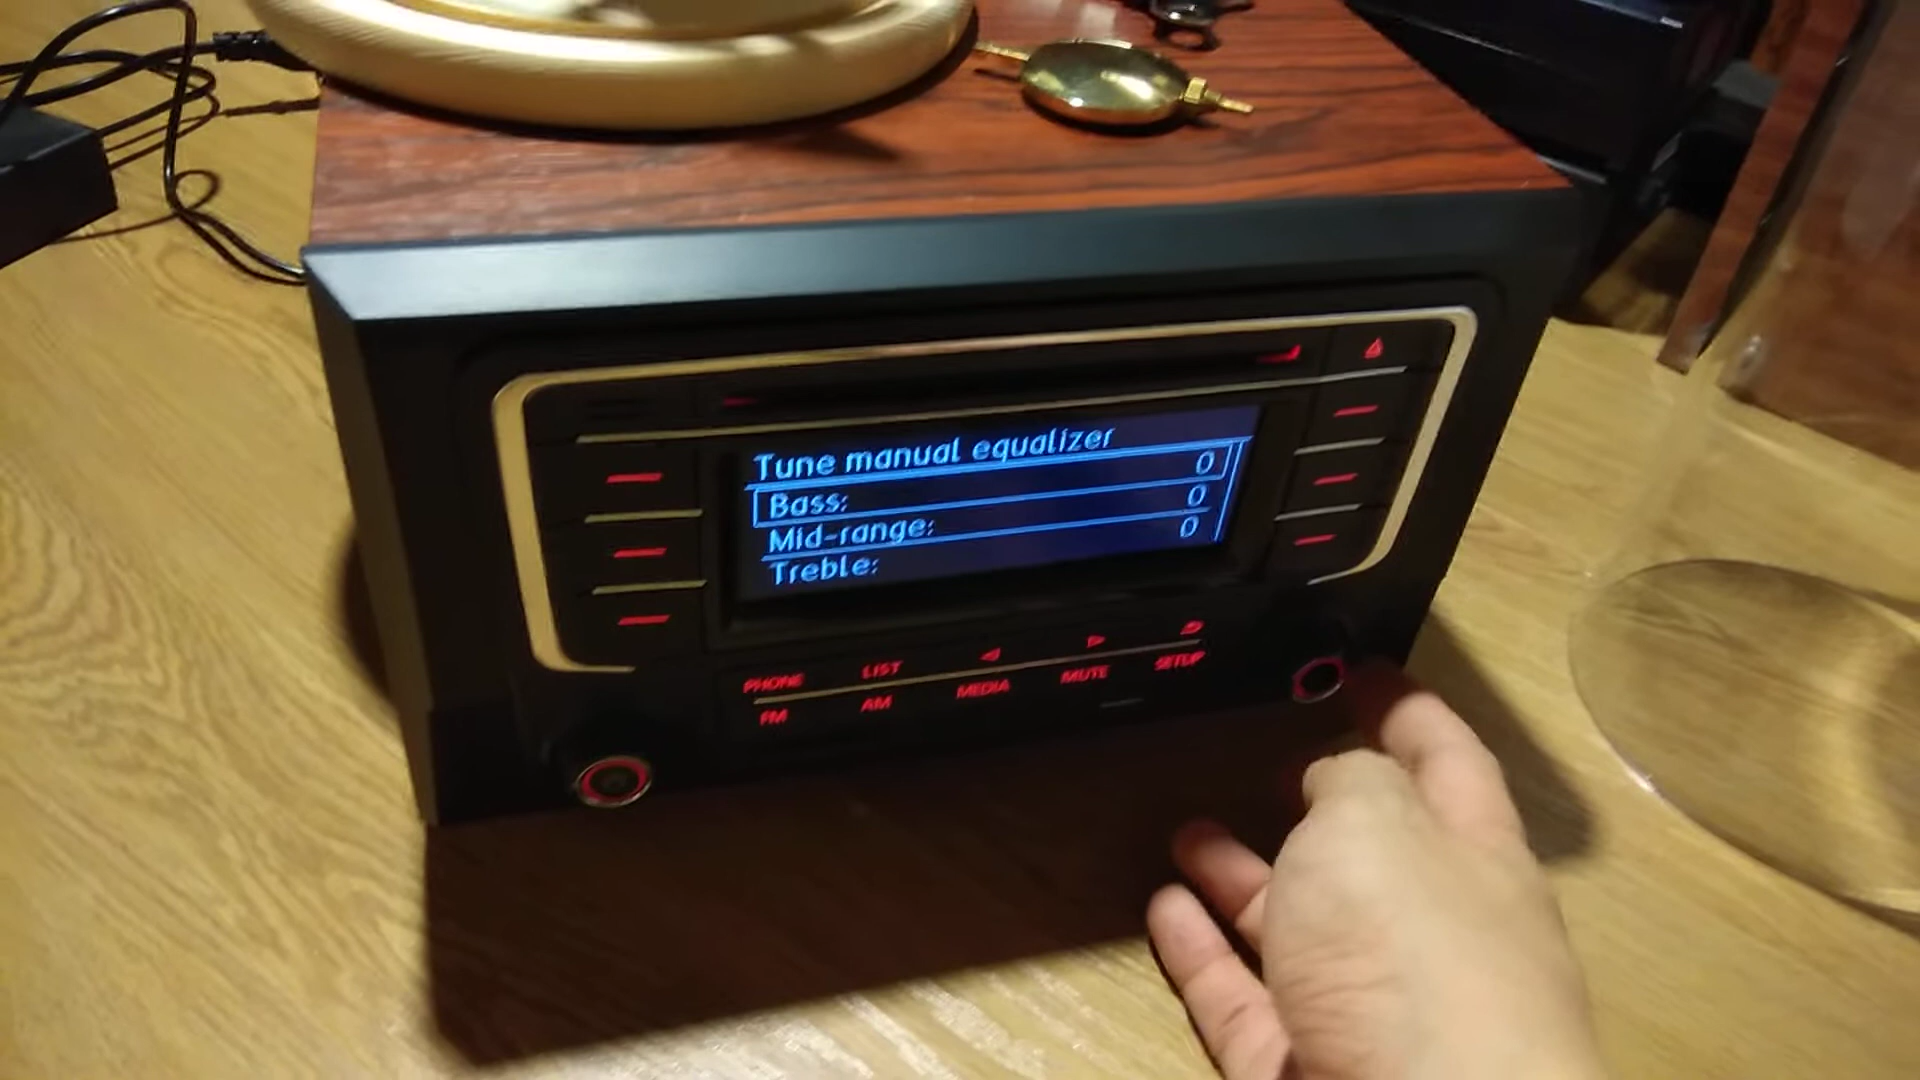 Tune manual equalizer
Bass: 0
Mid-range: 0
Treble: 0
PHONE LIST
FM AM MEDIA MUTE SETUP